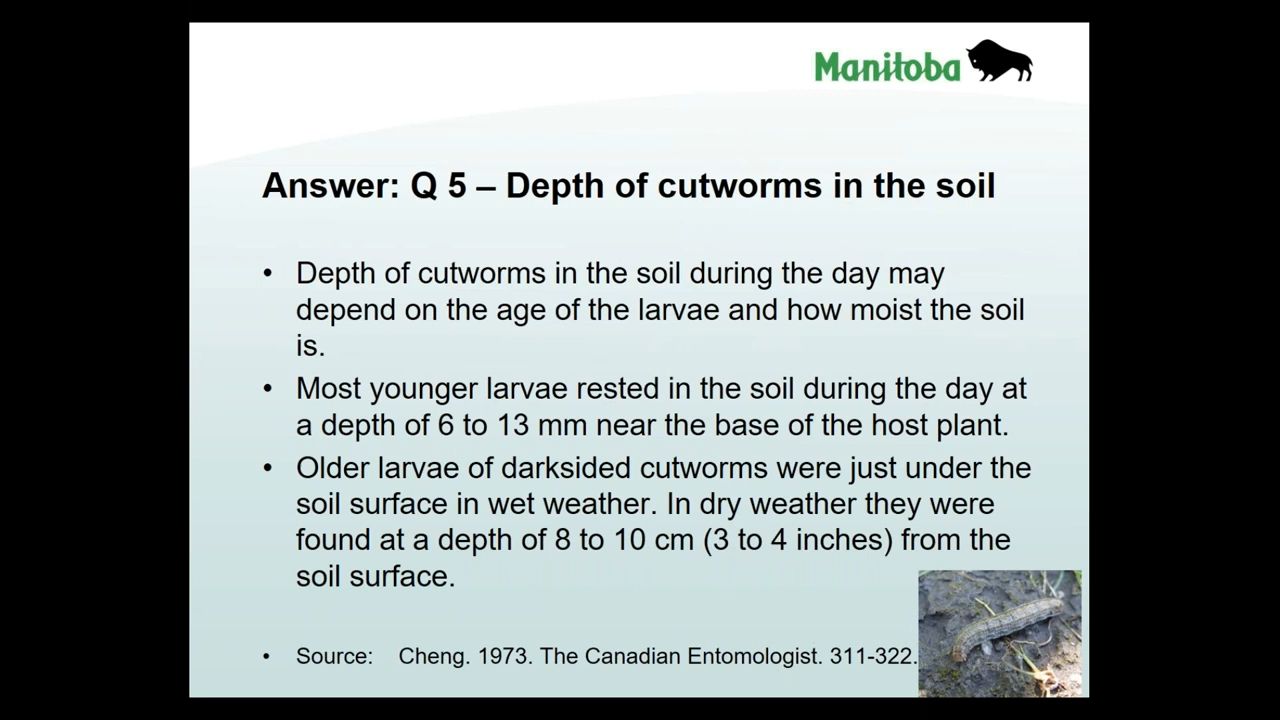 Manitoba
Answer: Q 5 – Depth of cutworms in the soil
• Depth of cutworms in the soil during the day may
depend on the age of the larvae and how moist the soil
is.
• Most younger larvae rested in the soil during the day at
a depth of 6 to 13 mm near the base of the host plant.
• Older larvae of darksided cutworms were just under the
soil surface in wet weather. In dry weather they were
found at a depth of 8 to 10 cm (3 to 4 inches) from the
soil surface.
• Source: Cheng. 1973. The Canadian Entomologist. 311-322.